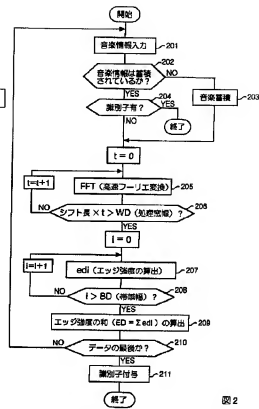 開始
音楽情報入力 201
202
音楽情報は蓄積
されているか?
NO
YES
204
識別子有?
YES
音楽蓄積 203
NO
終了
t = 0
t=t+1
FFT(高速フーリエ変換) 205
206
NO
シフト長×t>WD(処理窓幅)?
YES
i = 0
i=i+1
edi(エッジ強度の算出) 207
208
NO
i>BD(帯域幅)?
YES
エッジ強度の和(ED=Σedi)の算出 209
NO
データの最後か? 210
YES
識別子付与 211
終了
図2